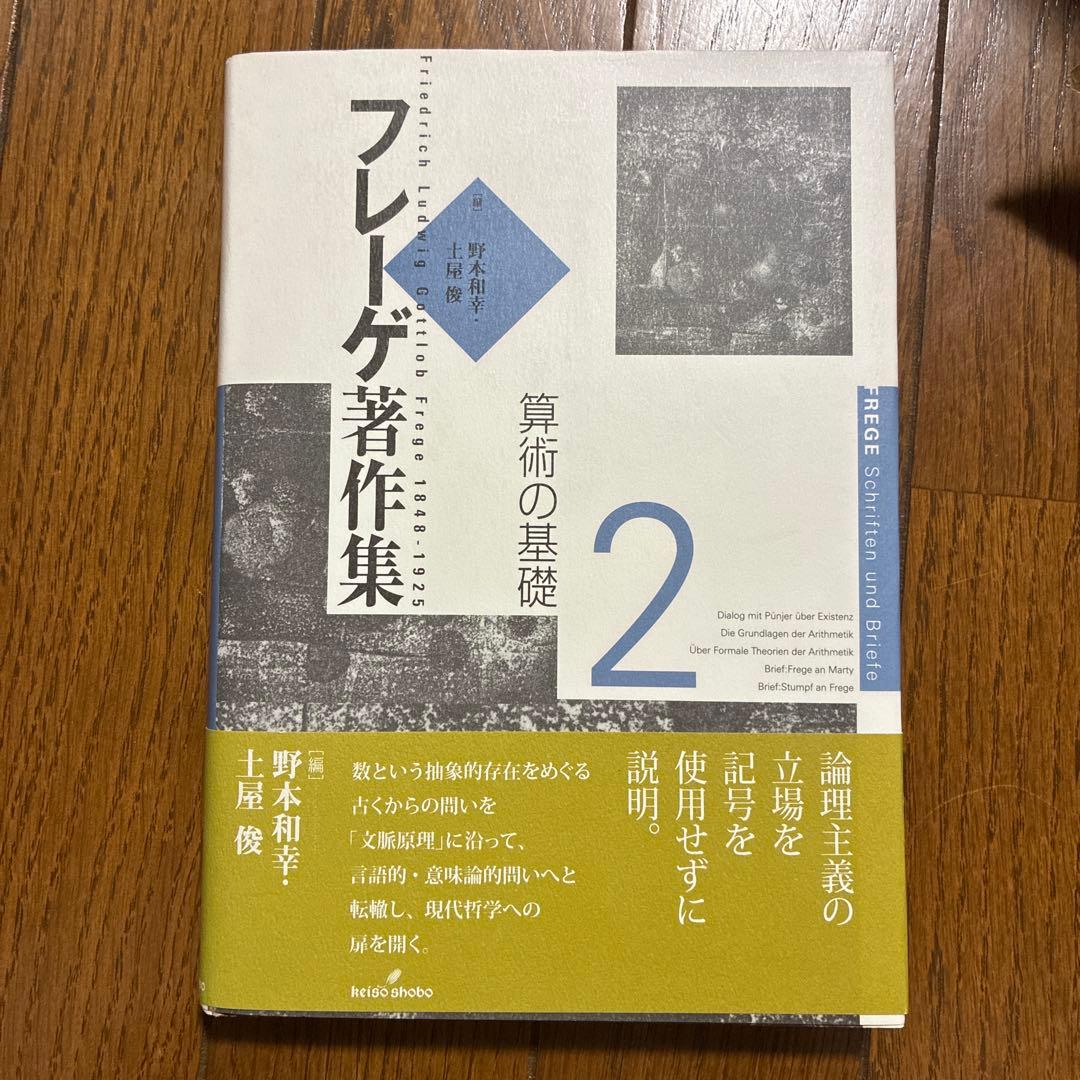 フレーゲ著作集
Friedrich Ludwig Gottlob Frege 1848-1925
[編]
野本和幸・
土屋 俊
算術の基礎
2
Dialog mit Pünjer über Existenz
Die Grundlagen der Arithmetik
Über Formale Theorien der Arithmetik
Brief:Frege an Marty
Brief:Stumpf an Frege
FREGE Schriften und Briefe
論理主義の
立場を
記号を
使用せずに
説明。
数という抽象的存在をめぐる
古くからの問いを
「文脈原理」に沿って、
言語的・意味論的問いへと
転轍し、現代哲学への
扉を開く。
[編]
野本和幸・
土屋 俊
keiso shobo